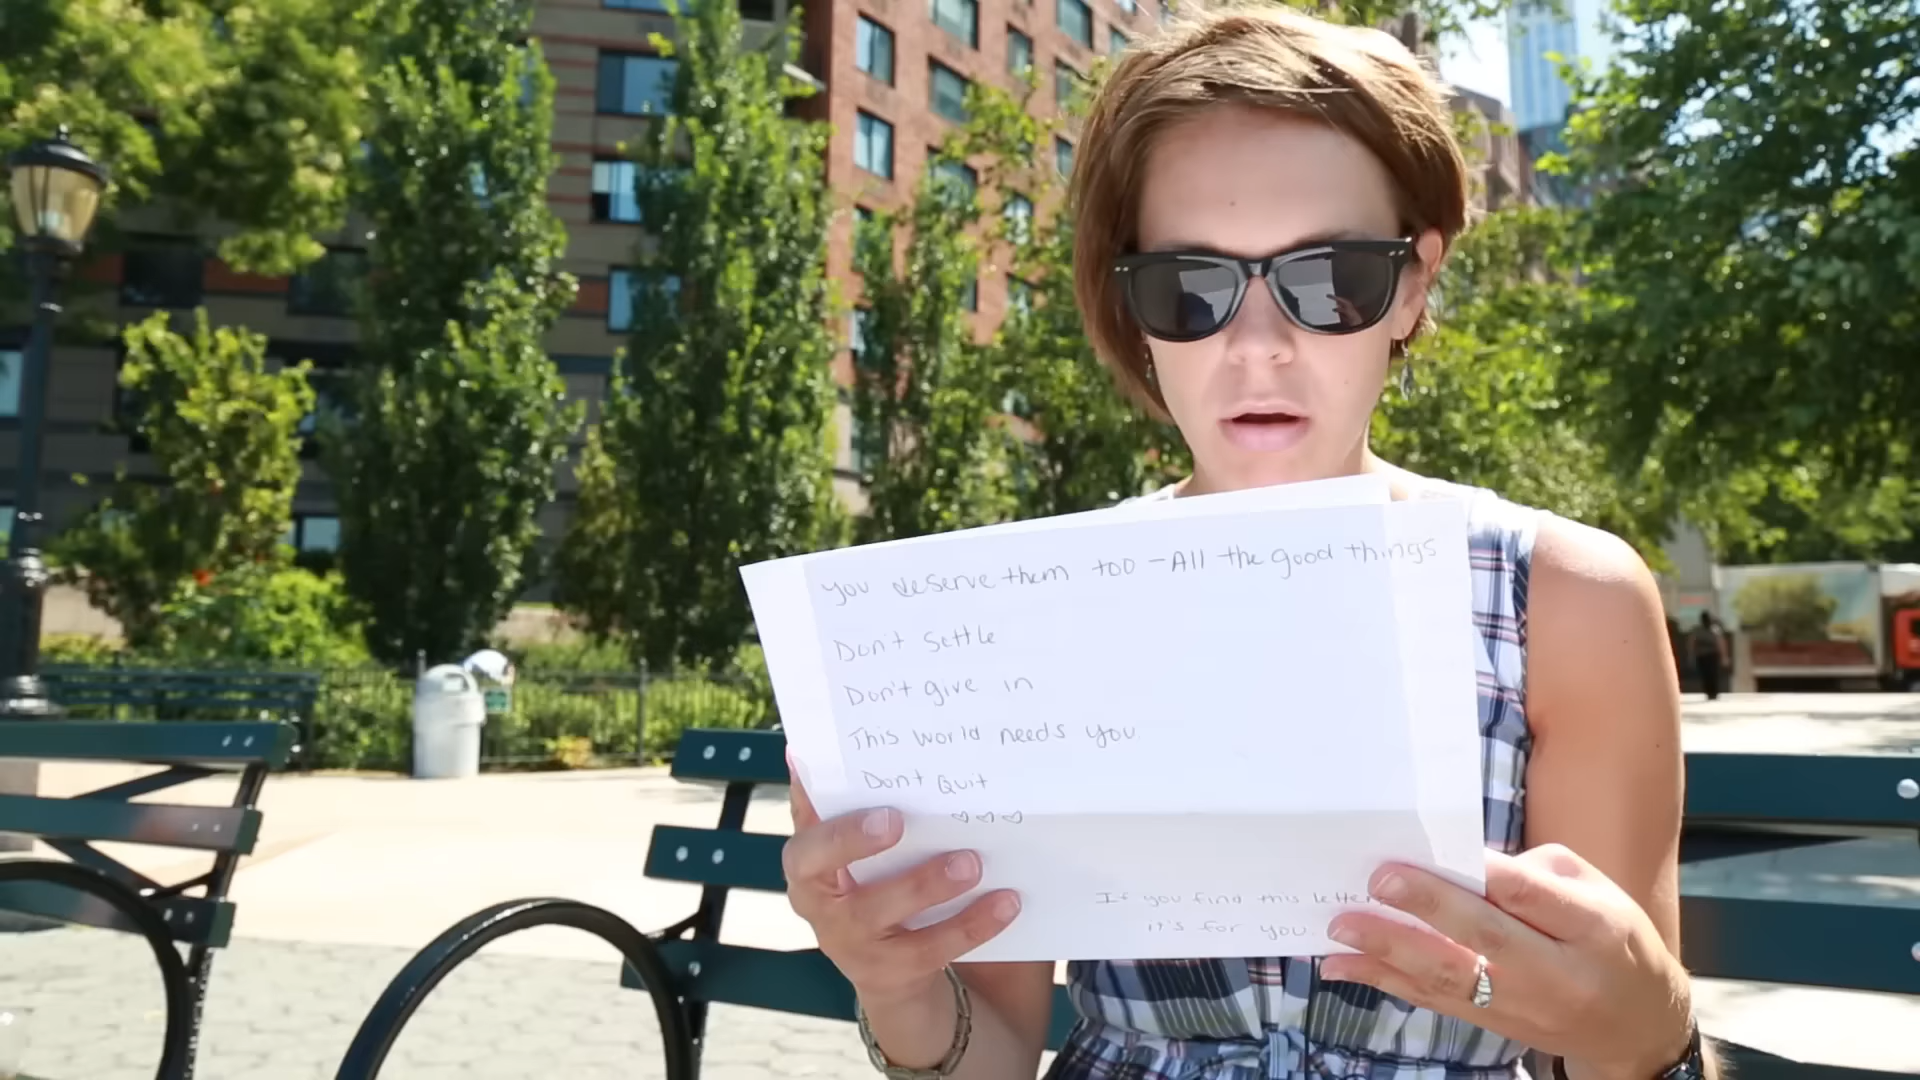 you deserve them too - All the good things
Don't settle
Don't give in
This world needs you.
Don't Quit
♡♡♡
If you find this letter
it's for you.